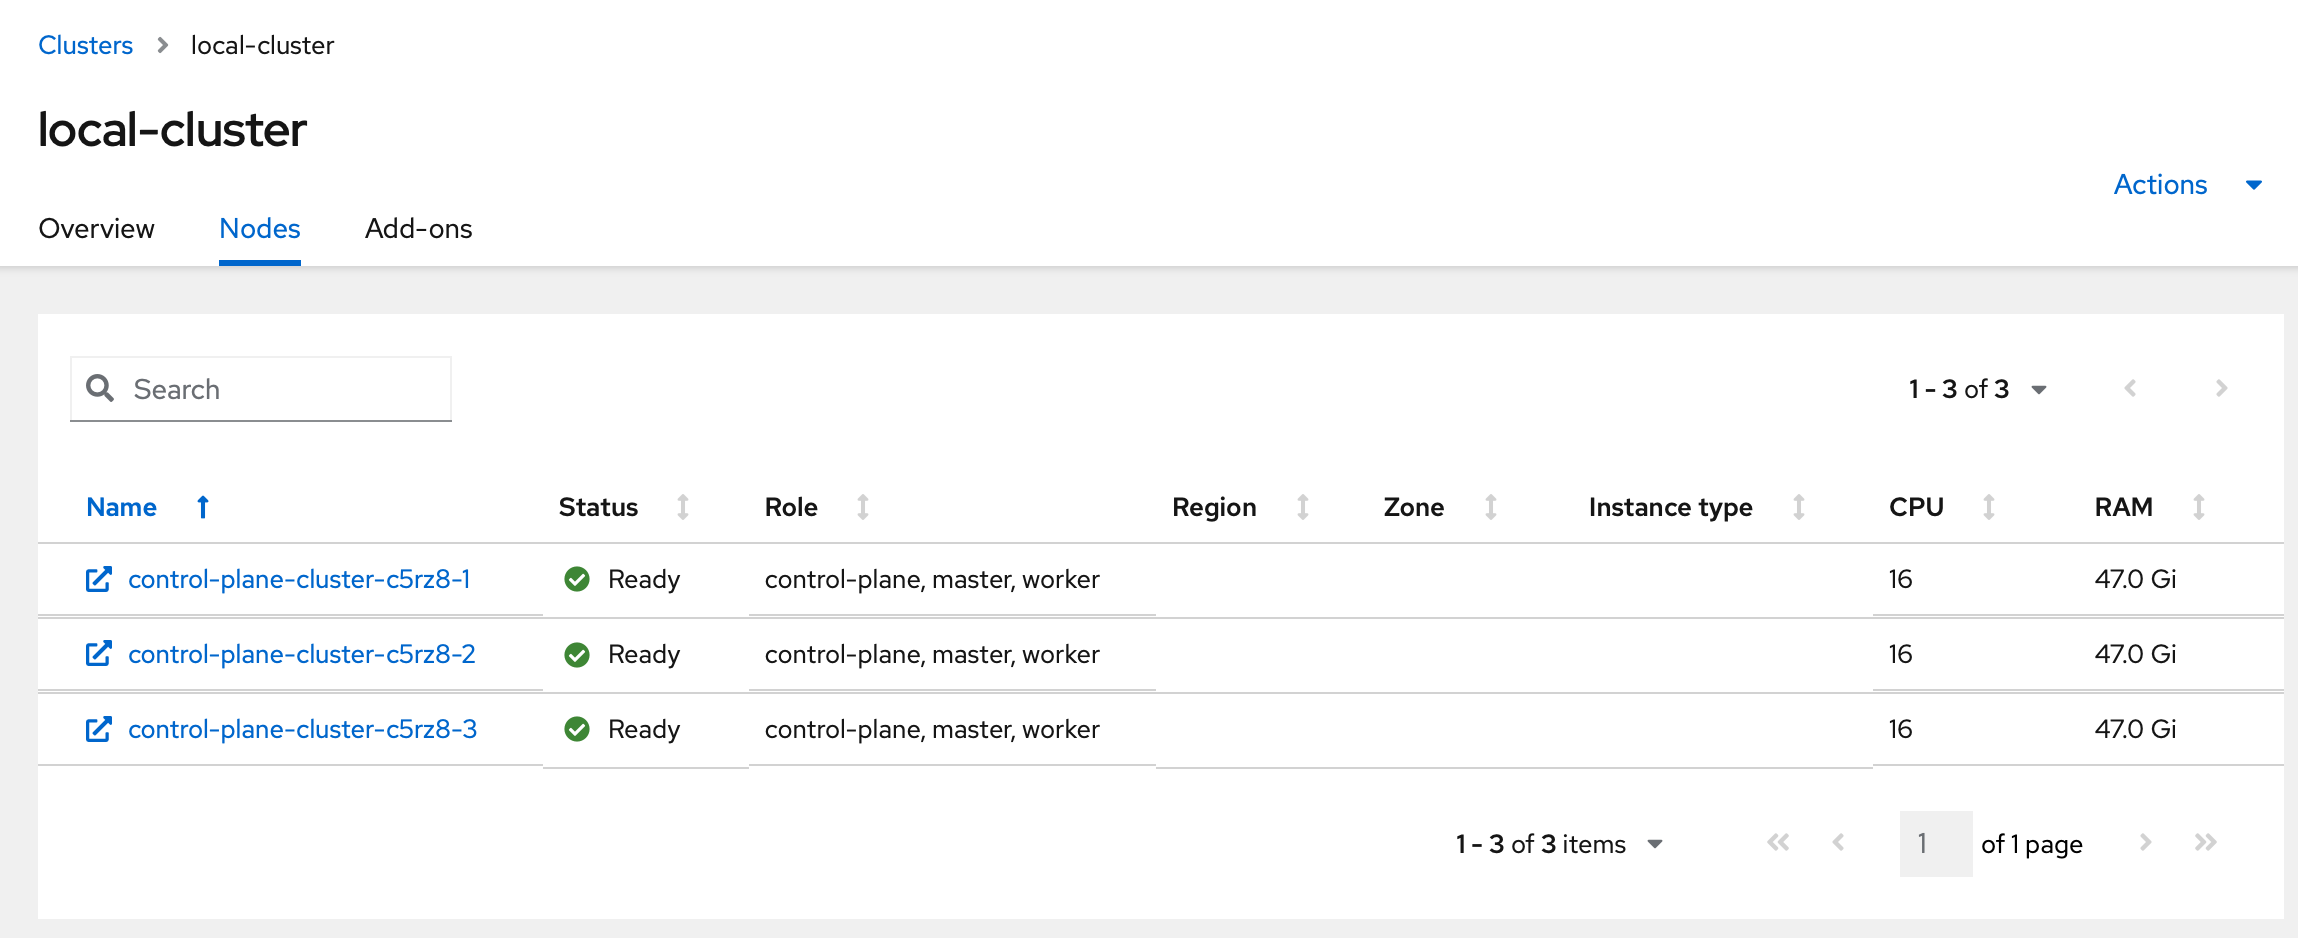 Clusters > local-cluster
local-cluster
Actions
Overview Nodes Add-ons
Search
1 - 3 of 3
Name Status Role Region Zone Instance type CPU RAM
control-plane-cluster-c5rz8-1 Ready control-plane, master, worker 16 47.0 Gi
control-plane-cluster-c5rz8-2 Ready control-plane, master, worker 16 47.0 Gi
control-plane-cluster-c5rz8-3 Ready control-plane, master, worker 16 47.0 Gi
1 - 3 of 3 items 1 of 1 page